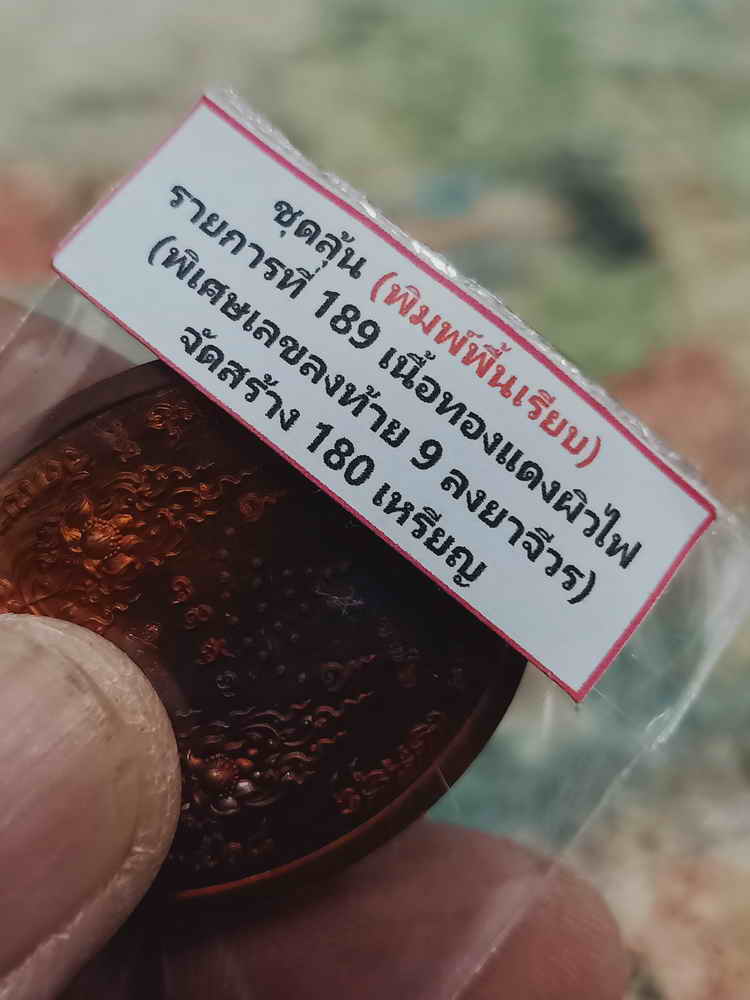 ชุดลุ้น (พิมพ์พื้นเรียบ)
รายการที่ 189 เนื้อทองแดงผิวไฟ
(พิเศษเลขลงท้าย 9 ลงยาจีวร)
จัดสร้าง 180 เหรียญ